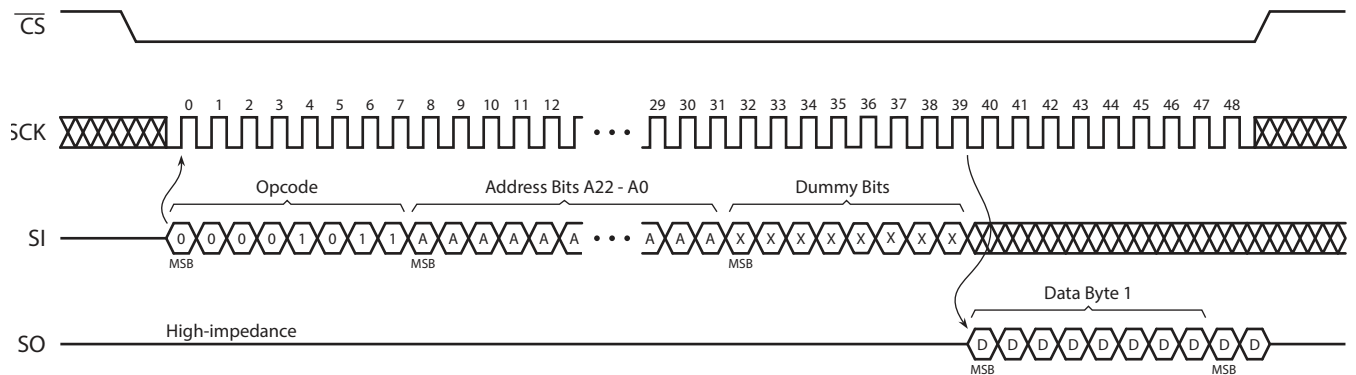 CS
0 1 2 3 4 5 6 7 8 9 10 11 12 29 30 31 32 33 34 35 36 37 38 39 40 41 42 43 44 45 46 47 48
SCK • • •
Opcode Address Bits A22 - A0 Dummy Bits
SI 0 0 0 0 1 0 1 1 A A A A A A • • • A A A X X X X X X X X
MSB MSB MSB
Data Byte 1
High-impedance
SO D D D D D D D D D D
MSB MSB